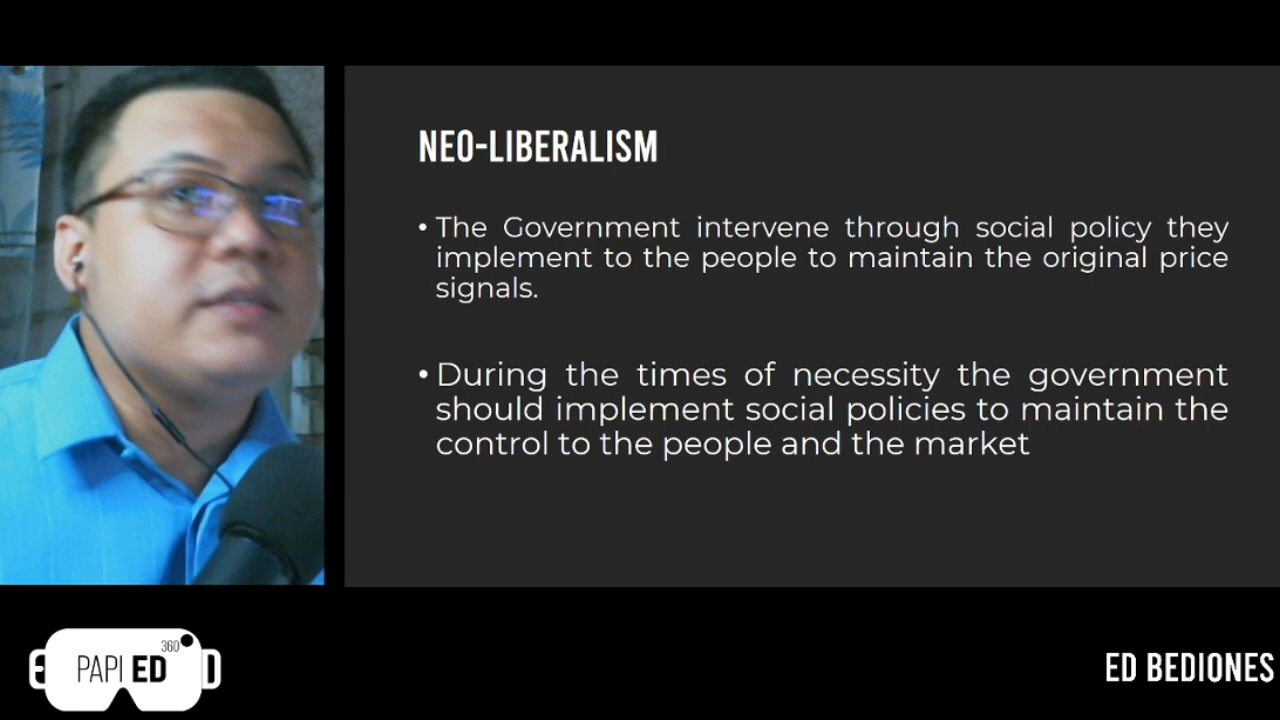 NEO-LIBERALISM
• The Government intervene through social policy they
implement to the people to maintain the original price
signals.
• During the times of necessity the government
should implement social policies to maintain the
control to the people and the market
360
PAPI ED
ED BEDIONES